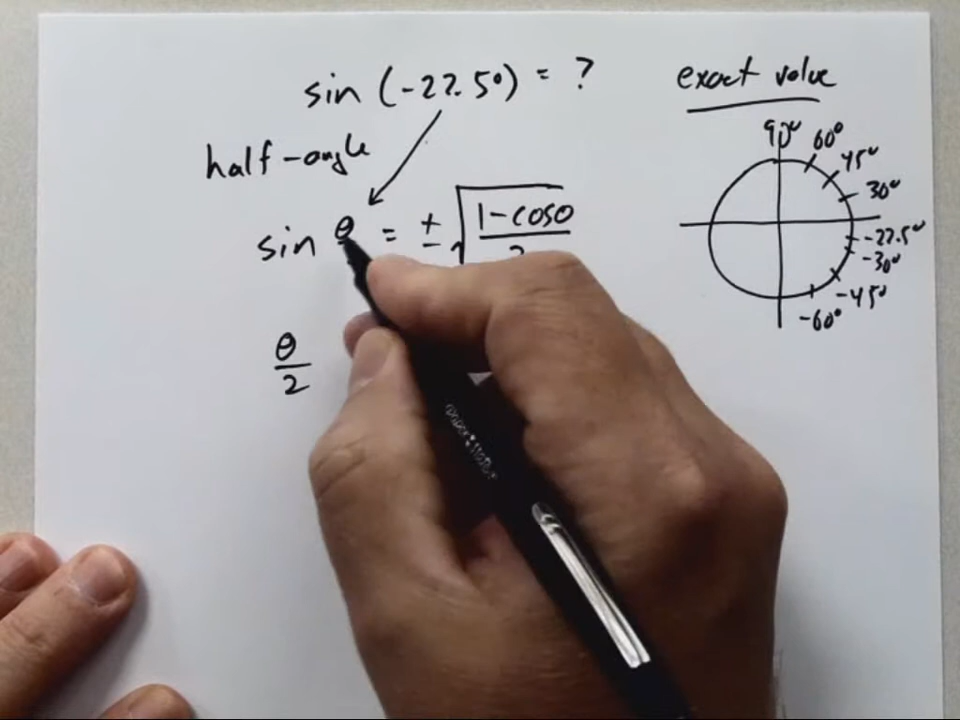 sin (-22.5°) = ?
exact value
half-angle
sin θ = ± √ 1-cosθ
θ
2
90°
60°
45°
30°
-22.5°
-30°
-45°
-60°